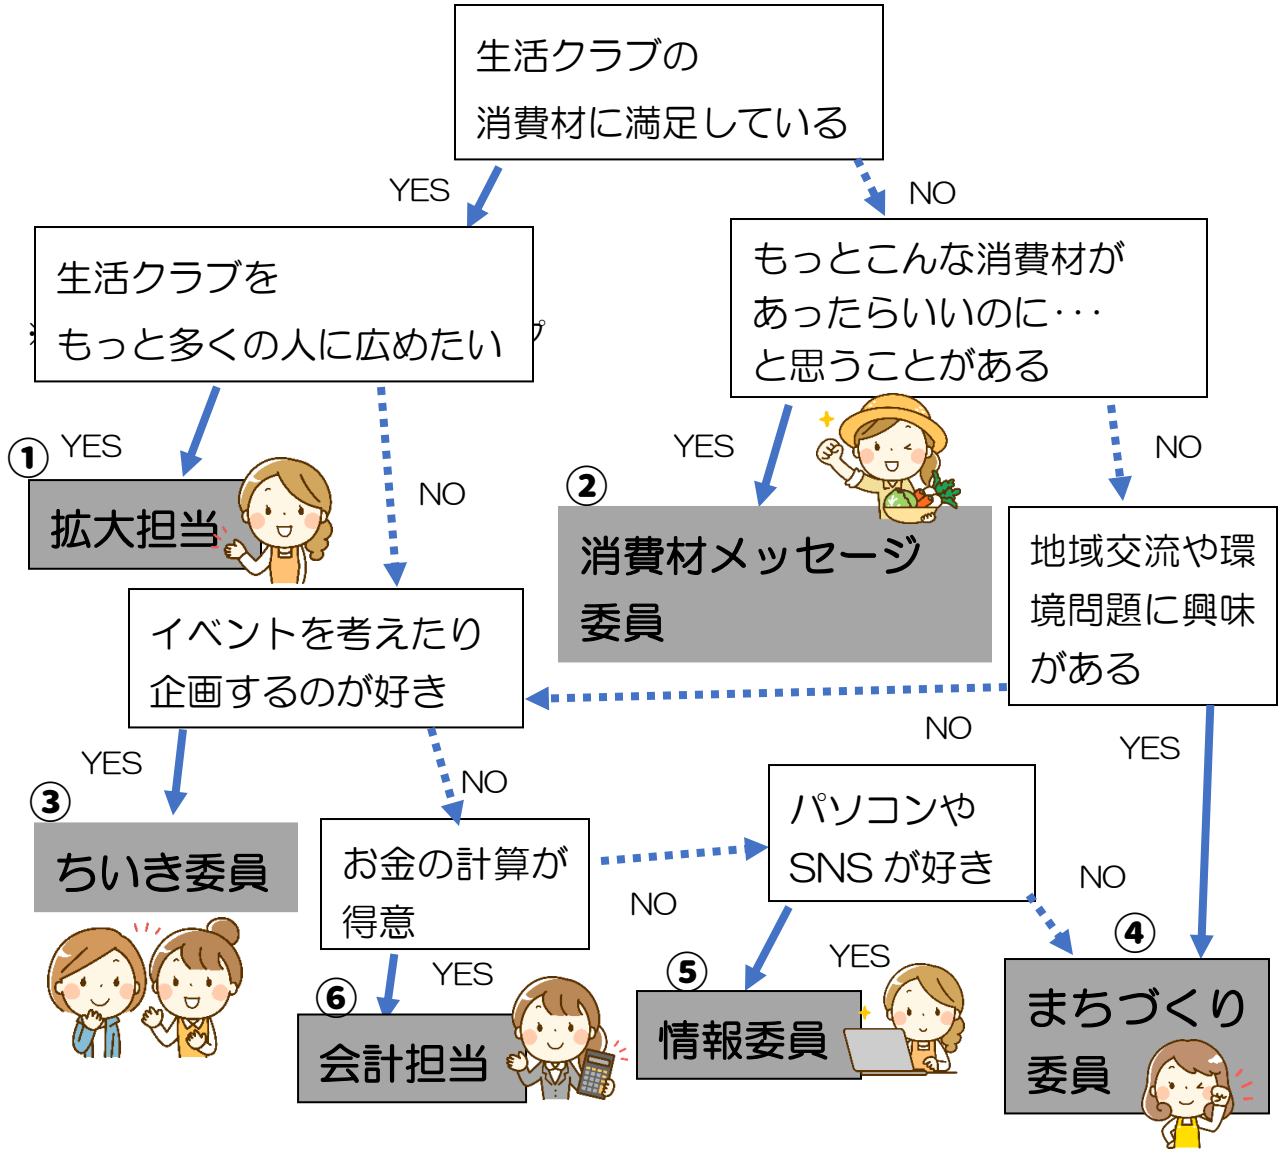 生活クラブの
消費材に満足している
YES
NO
生活クラブを
もっと多くの人に広めたい
もっとこんな消費材が
あったらいいのに・・・
と思うことがある
YES
NO
YES
NO
①
拡大担当
②
消費材メッセージ
委員
地域交流や環
境問題に興味
がある
イベントを考えたり
企画するのが好き
NO
YES
YES
NO
③
ちいき委員
お金の計算が
得意
パソコンや
SNS が好き
NO
NO
YES
YES
④
まちづくり
委員
⑤
情報委員
⑥
会計担当